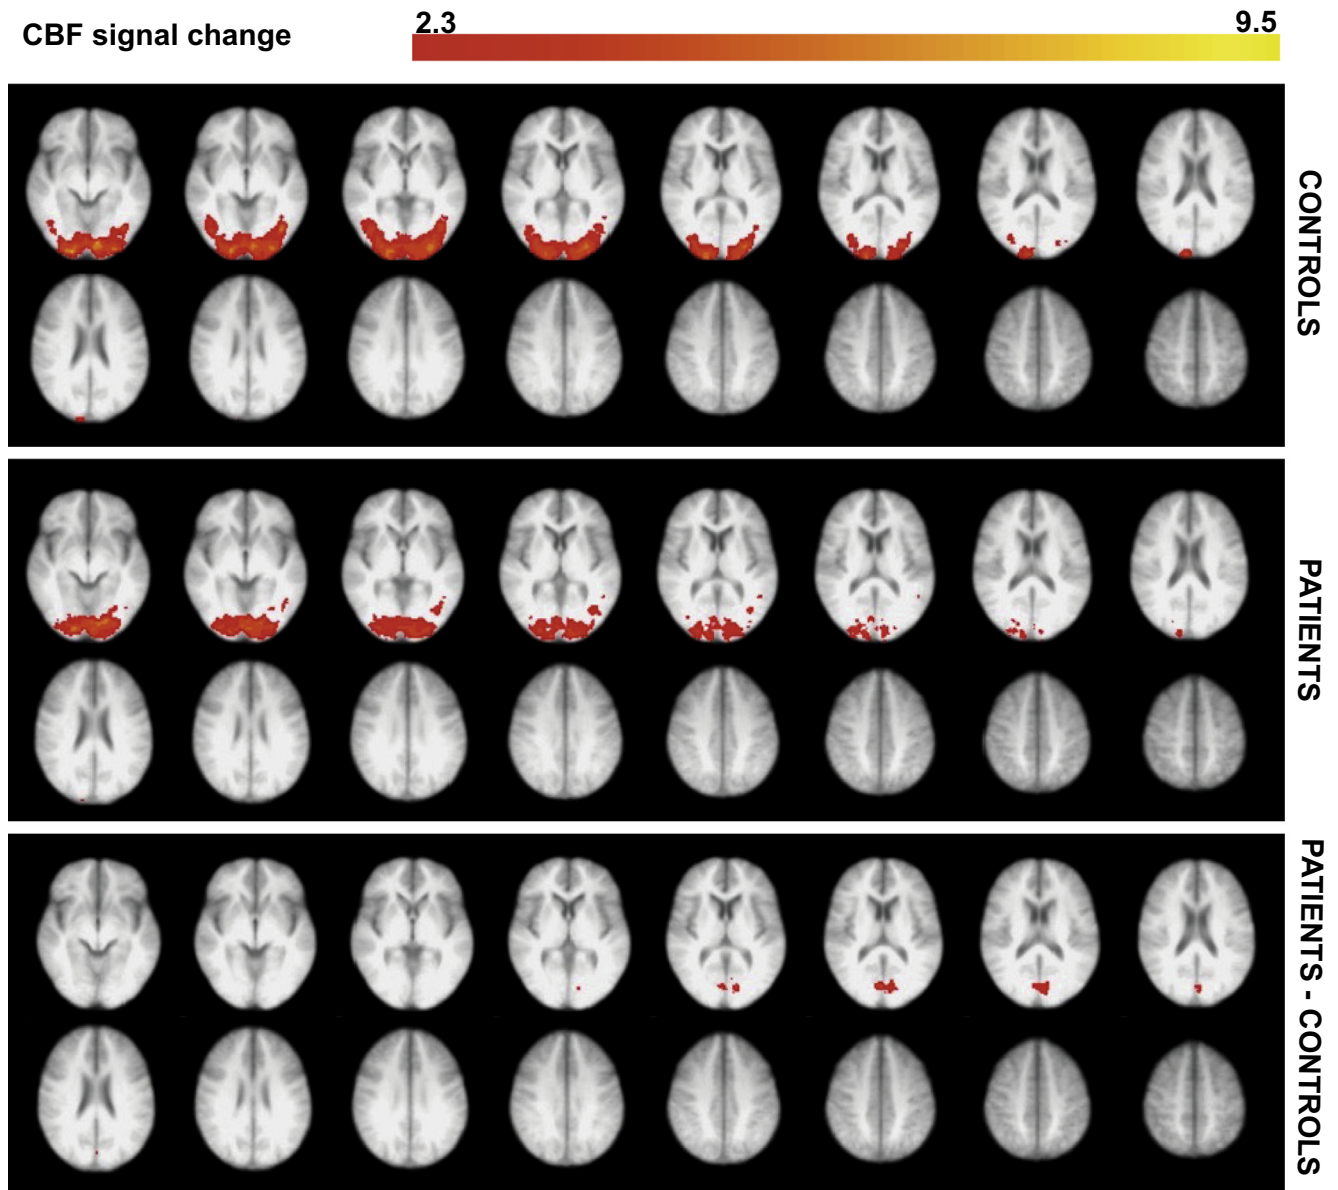 CBF signal change
2.3
9.5
CONTROLS
PATIENTS
PATIENTS - CONTROLS